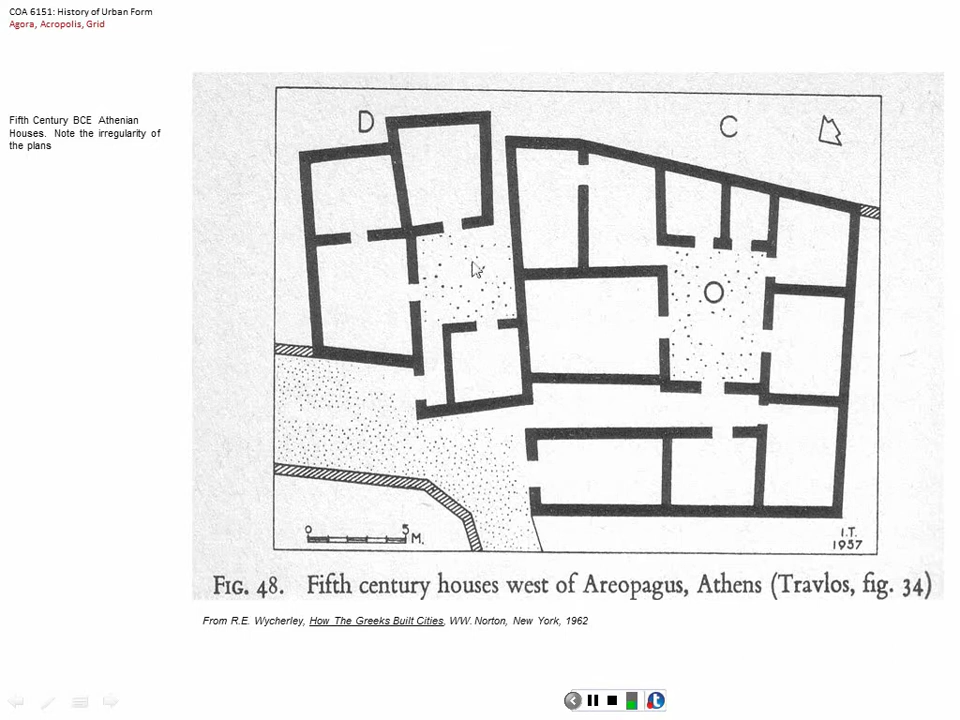 COA 6151: History of Urban Form
Agora, Acropolis, Grid
Fifth Century BCE Athenian
Houses. Note the irregularity of
the plans
D
C
O
0 5 M.
I.T.
1957
FIG. 48. Fifth century houses west of Areopagus, Athens (Travlos, fig. 34)
From R.E. Wycherley, How The Greeks Built Cities, WW. Norton, New York, 1962